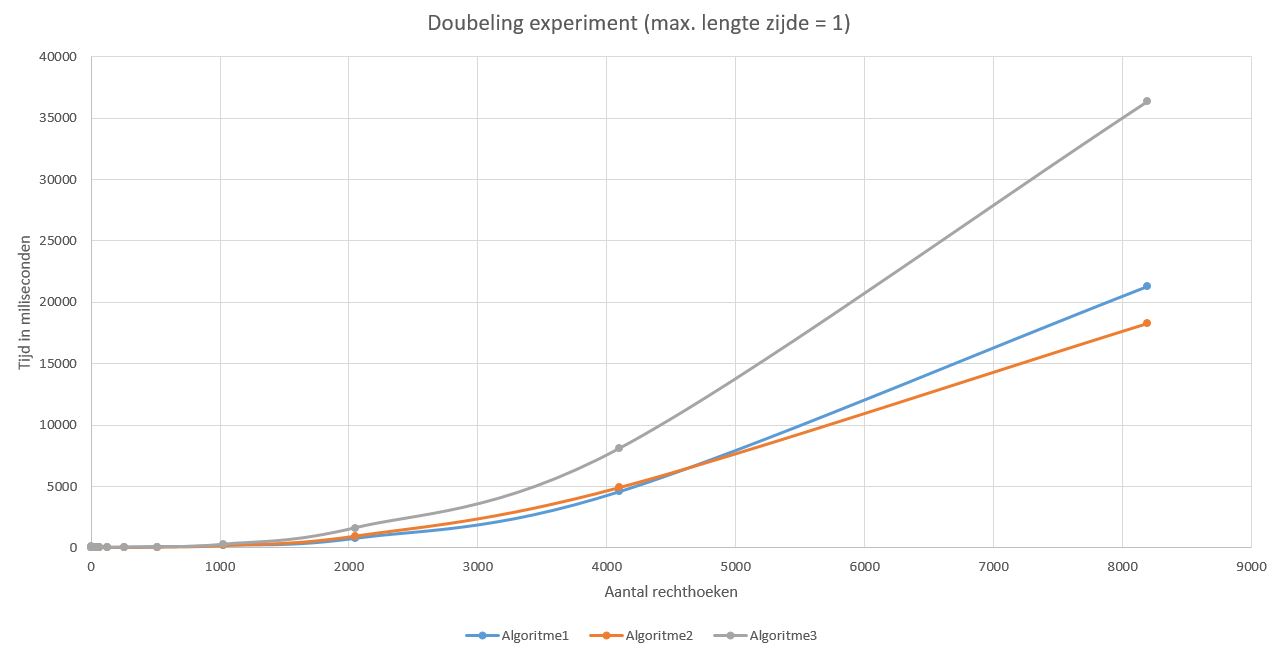 Doubeling experiment (max. lengte zijde = 1)
40000
35000
30000
25000
20000
15000
10000
5000
0
Tijd in miliseconden
0 1000 2000 3000 4000 5000 6000 7000 8000 9000
Aantal rechthoeken
Algoritme1 Algoritme2 Algoritme3